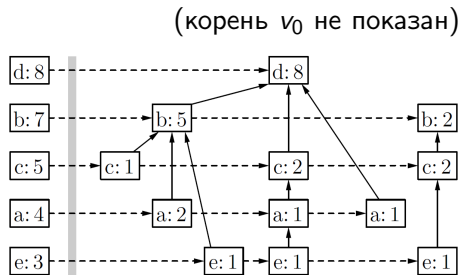 (корень v₀ не показан)
d: 8 d: 8
b: 7 b: 5 b: 2
c: 5 c: 1 c: 2 c: 2
a: 4 a: 2 a: 1 a: 1
e: 3 e: 1 e: 1 e: 1